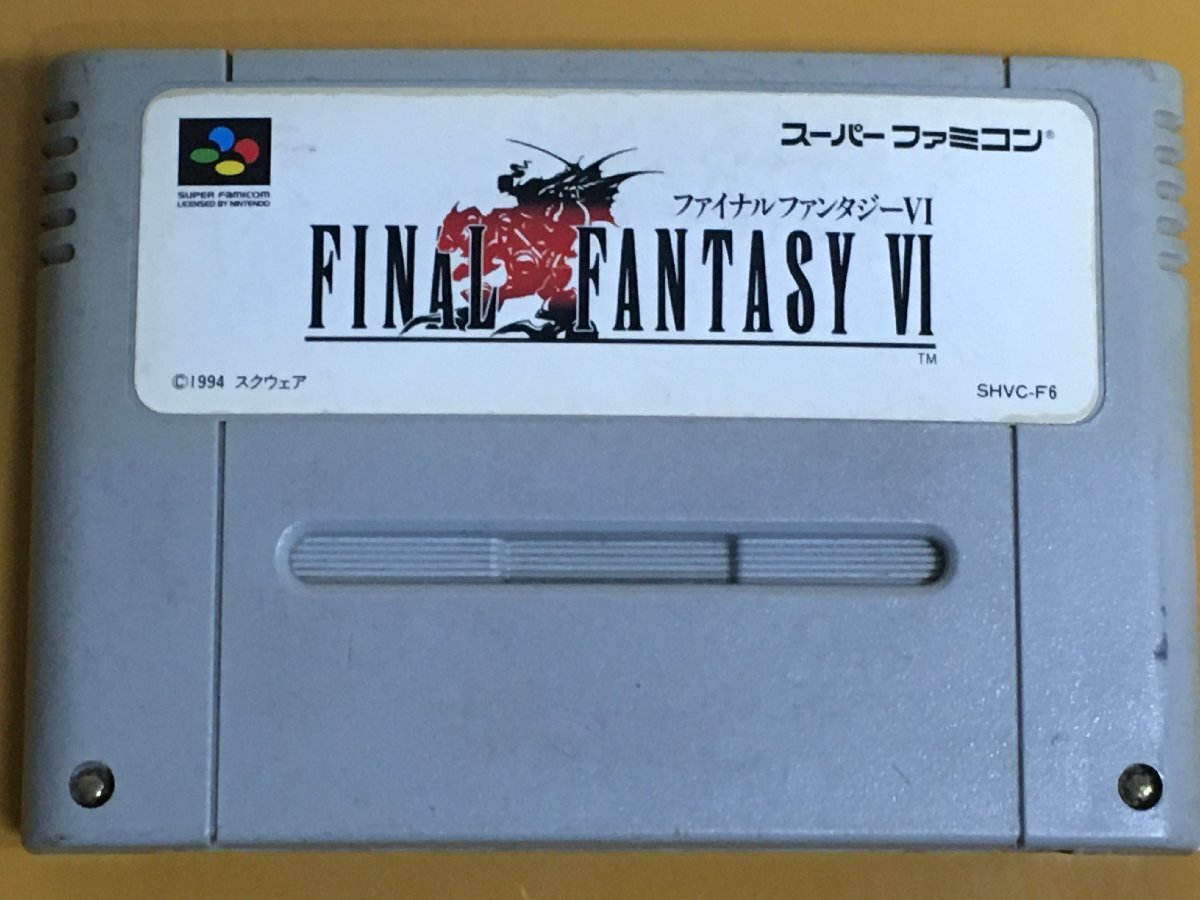 スーパーファミコン®
SUPER FAMICOM
LICENSED BY NINTENDO
ファイナルファンタジーVI
FINAL FANTASY VI
TM
©1994 スクウェア
SHVC-F6